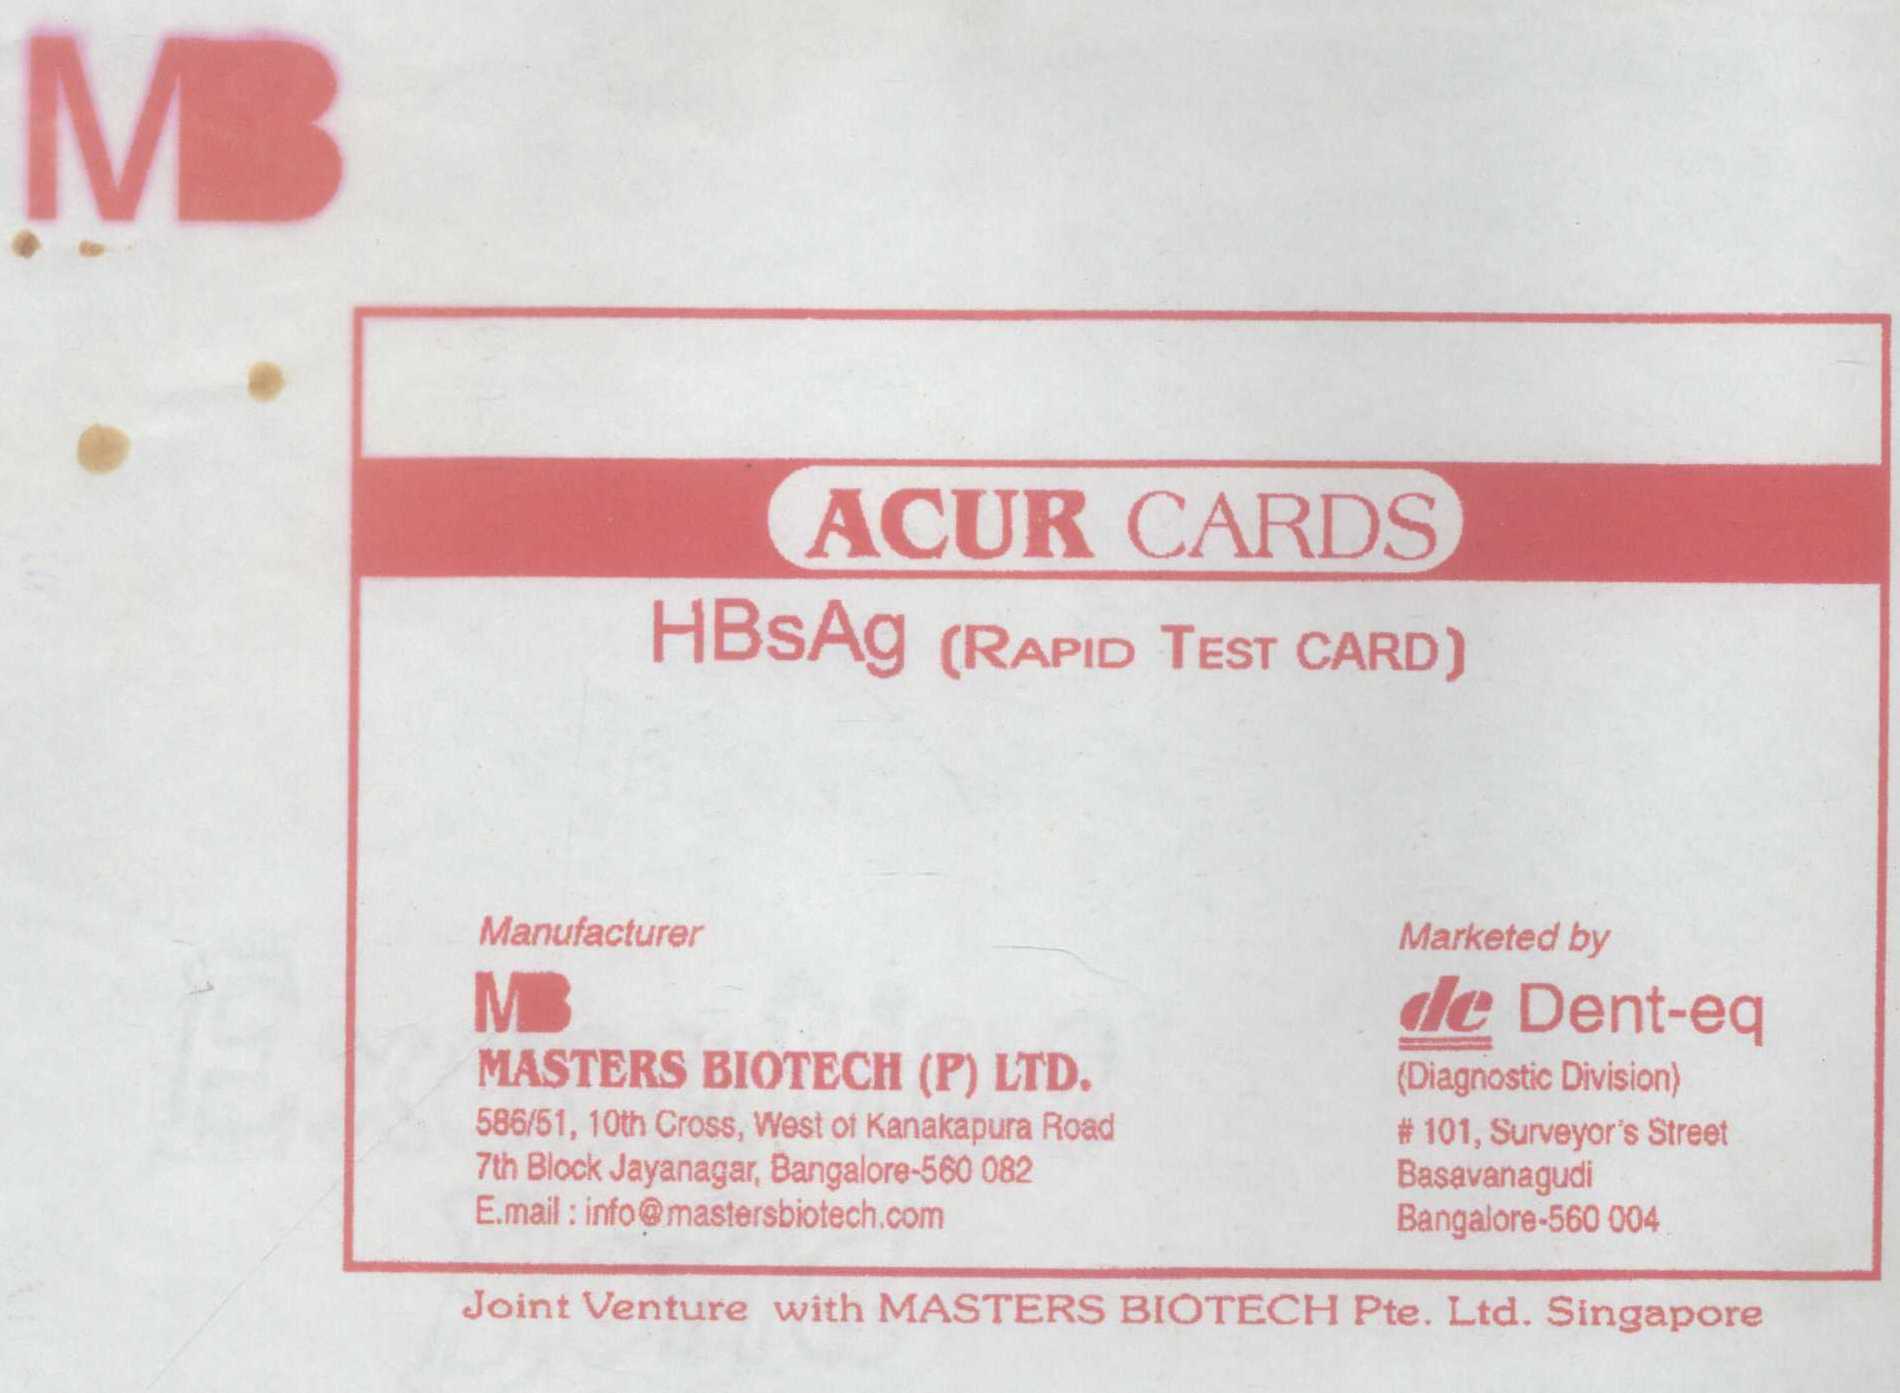 MB
ACUR CARDS
HBsAg (RAPID TEST CARD)
Manufacturer
MB
MASTERS BIOTECH (P) LTD.
586/51, 10th Cross, West of Kanakapura Road
7th Block Jayanagar, Bangalore-560 082
E.mail : info@mastersbiotech.com
Marketed by
de Dent-eq
(Diagnostic Division)
# 101, Surveyor's Street
Basavanagudi
Bangalore-560 004
Joint Venture with MASTERS BIOTECH Pte. Ltd. Singapore